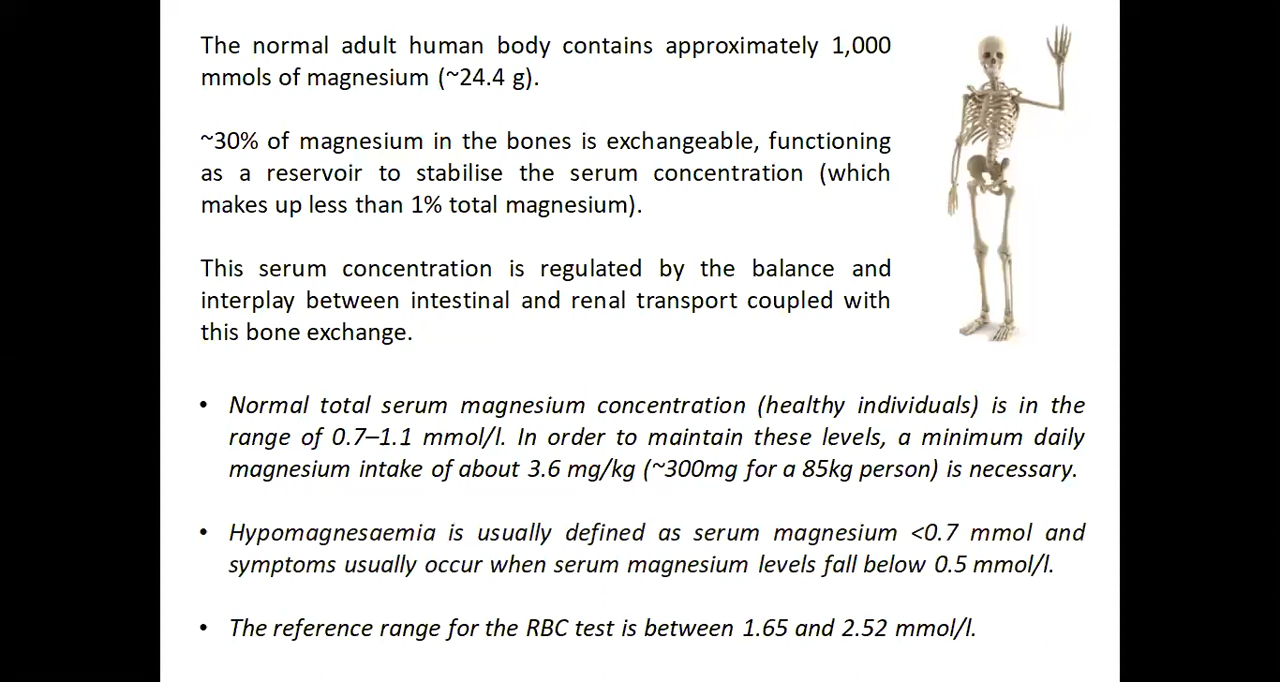 The normal adult human body contains approximately 1,000
mmols of magnesium (~24.4 g).
~30% of magnesium in the bones is exchangeable, functioning
as a reservoir to stabilise the serum concentration (which
makes up less than 1% total magnesium).
This serum concentration is regulated by the balance and
interplay between intestinal and renal transport coupled with
this bone exchange.
• Normal total serum magnesium concentration (healthy individuals) is in the
range of 0.7–1.1 mmol/l. In order to maintain these levels, a minimum daily
magnesium intake of about 3.6 mg/kg (~300mg for a 85kg person) is necessary.
• Hypomagnesaemia is usually defined as serum magnesium <0.7 mmol and
symptoms usually occur when serum magnesium levels fall below 0.5 mmol/l.
• The reference range for the RBC test is between 1.65 and 2.52 mmol/l.